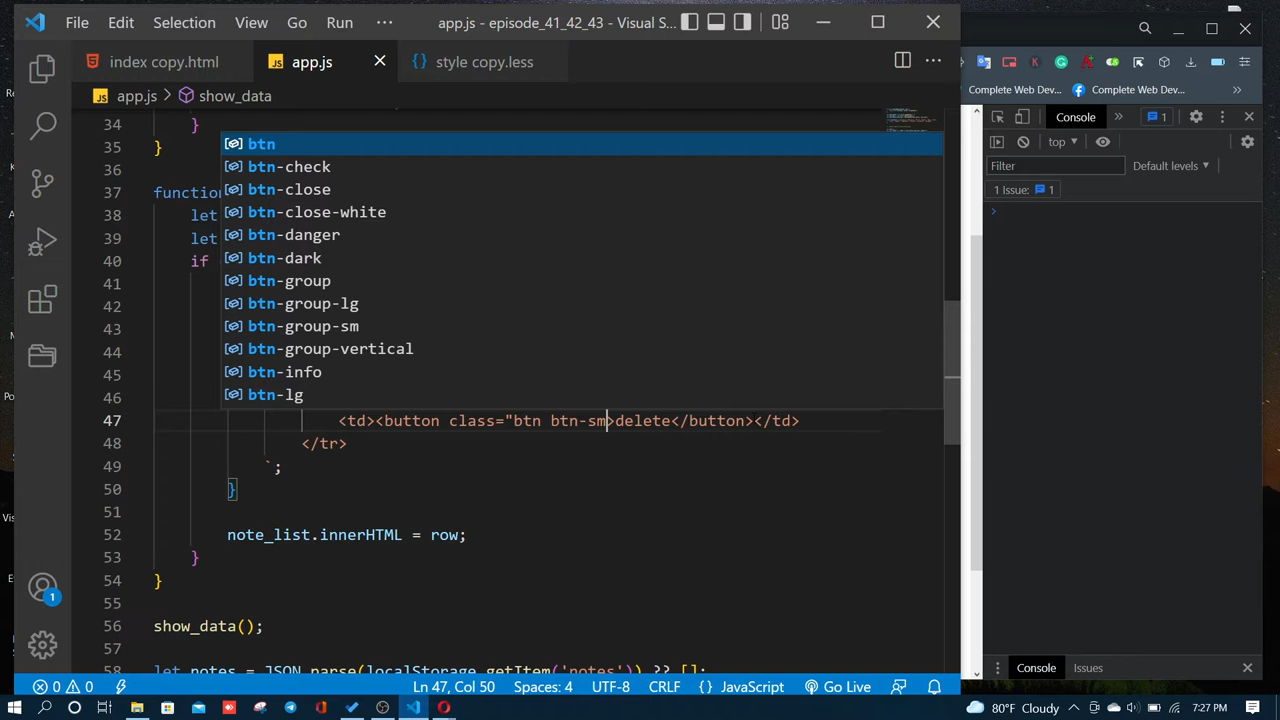 File Edit Selection View Go Run ··· app.js - episode_41_42_43 - Visual S...
index copy.html app.js style copy.less
Complete Web Dev... Complete Web Dev...
app.js > show_data
Console
top
Filter Default levels
1 Issue: 1
34 }
35 }
36
37 function
38 let
39 let
40 if
41
42
43
44
45
46
btn
btn-check
btn-close
btn-close-white
btn-danger
btn-dark
btn-group
btn-group-lg
btn-group-sm
btn-group-vertical
btn-info
btn-lg
47 <td><button class="btn btn-sm>delete</button></td>
48 </tr>
49 `;
50 }
51
52 note_list.innerHTML = row;
53 }
54 }
55
56 show_data();
57
58 let notes = JSON.parse(localStorage.getItem('notes')) ?? [];
Console Issues
1
0 0 Ln 47, Col 50 Spaces: 4 UTF-8 CRLF {} JavaScript Go Live
80°F Cloudy 7:27 PM